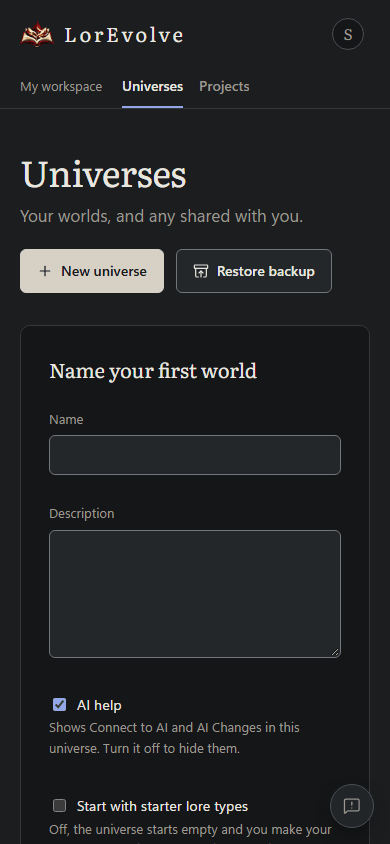 LorEvolve
S
My workspace
Universes
Projects
Universes
Your worlds, and any shared with you.
New universe
Restore backup
Name your first world
Name
Description
AI help
Shows Connect to AI and AI Changes in this
universe. Turn it off to hide them.
Start with starter lore types
Off, the universe starts empty and you make your